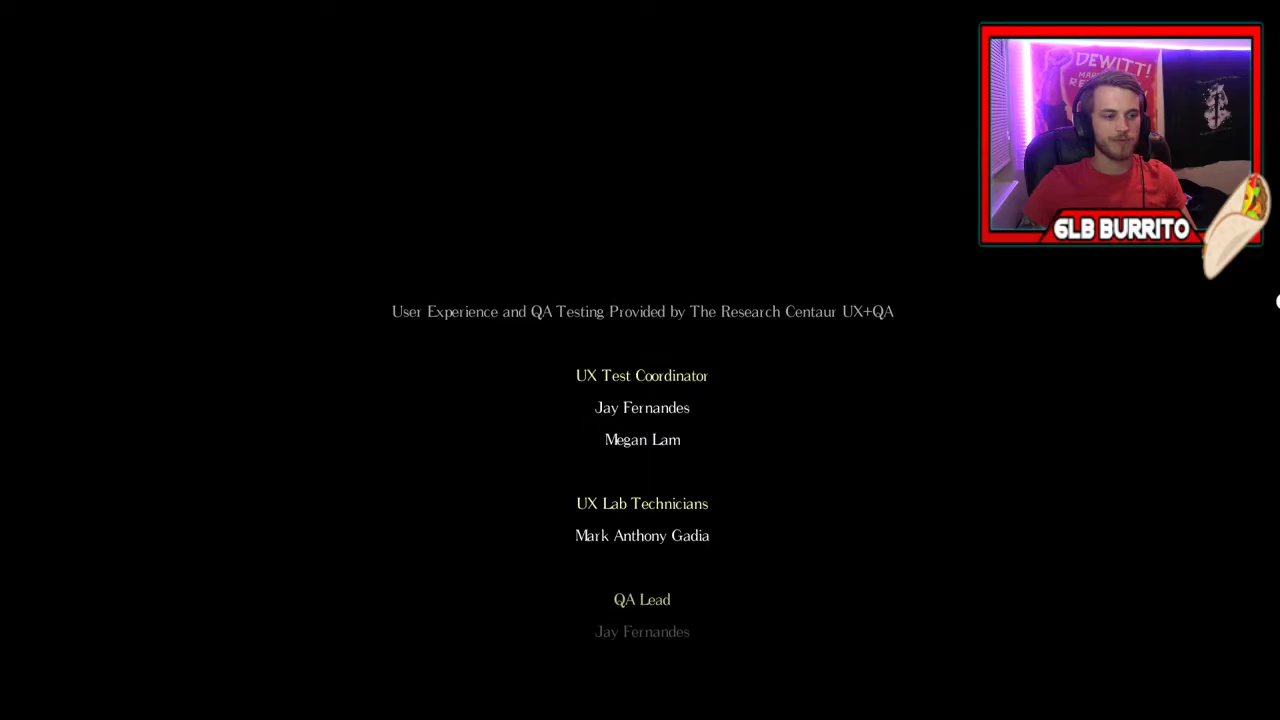 DEWITT!
6LB BURRITO
User Experience and QA Testing Provided by The Research Centaur UX+QA
UX Test Coordinator
Jay Fernandes
Megan Lam
UX Lab Technicians
Mark Anthony Gadia
QA Lead
Jay Fernandes